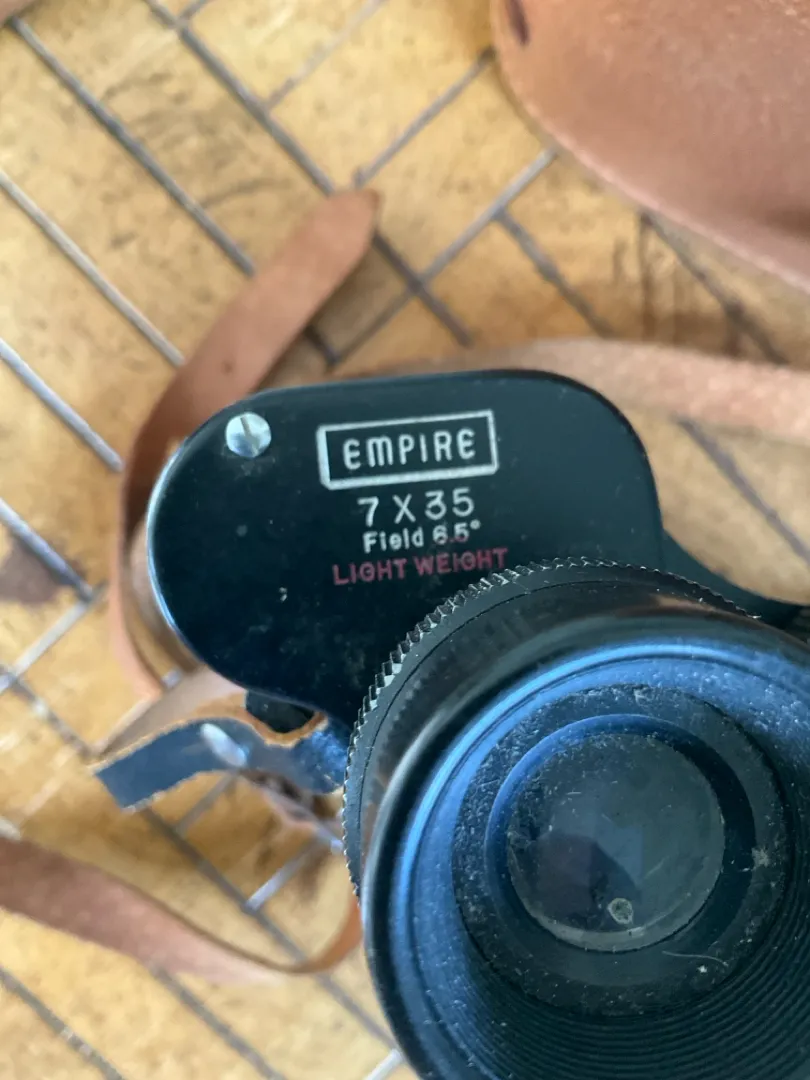 EMPIRE
7 X 35
Field 6.5°
LIGHT WEIGHT